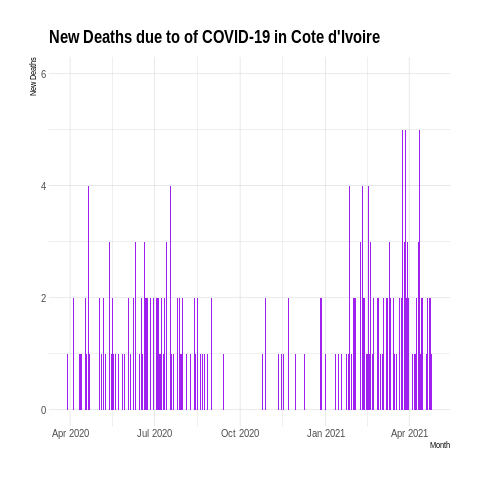 New Deaths due to of COVID-19 in Cote d'Ivoire
New Deaths
6
4
2
0
Apr 2020 Jul 2020 Oct 2020 Jan 2021 Apr 2021
Month